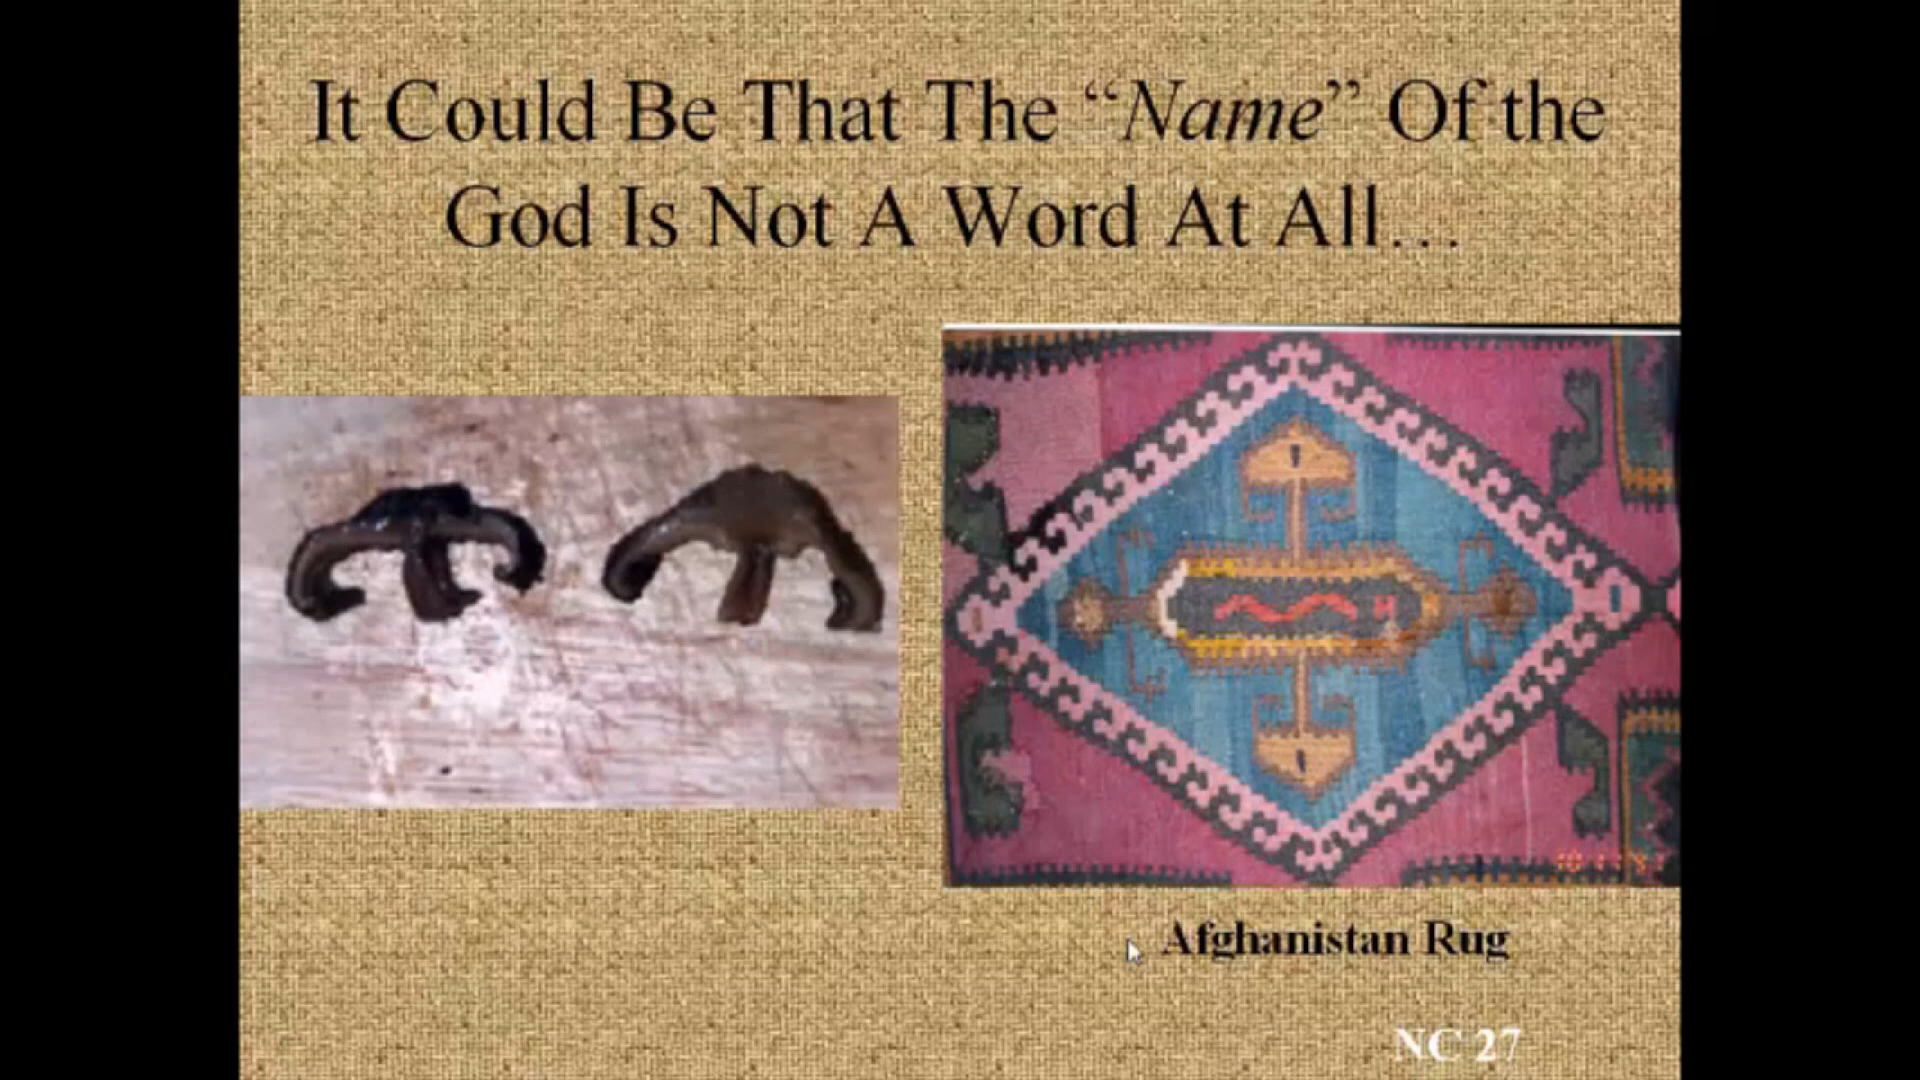 It Could Be That The “Name” Of the
God Is Not A Word At All…
Afghanistan Rug
NC 27